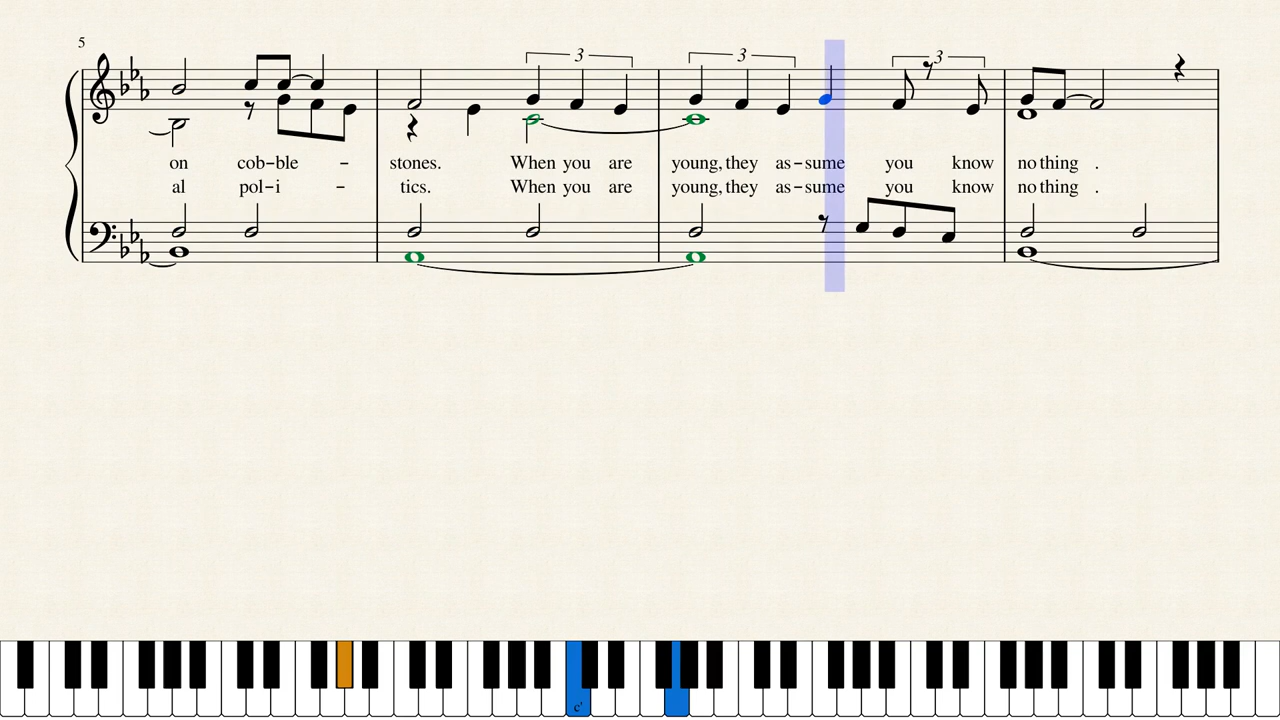 5
3
3
3
on cob-ble - stones. When you are young, they as-sume you know no thing .
al pol-i - tics. When you are young, they as-sume you know no thing .
c'